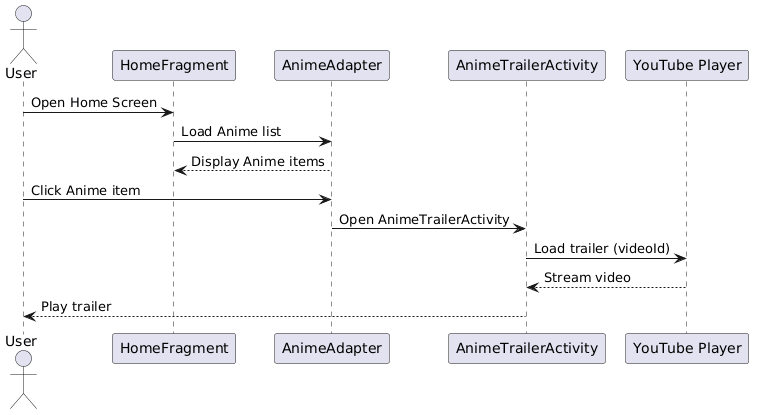 User
HomeFragment
AnimeAdapter
AnimeTrailerActivity
YouTube Player
Open Home Screen
Load Anime list
Display Anime items
Click Anime item
Open AnimeTrailerActivity
Load trailer (videoId)
Stream video
Play trailer
User
HomeFragment
AnimeAdapter
AnimeTrailerActivity
YouTube Player